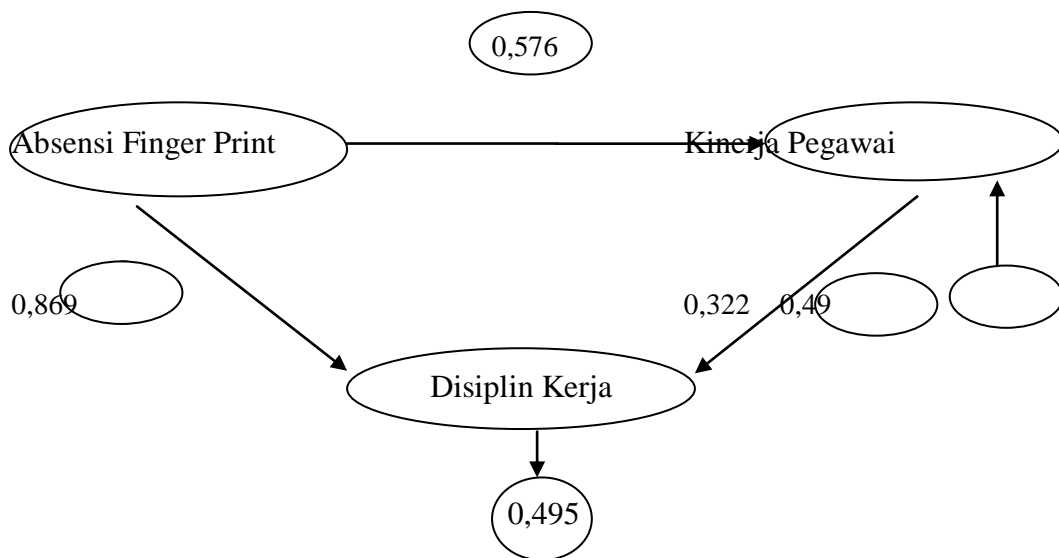 0,576
Absensi Finger Print
Kinerja Pegawai
0,869
0,322
0,49
Disiplin Kerja
0,495